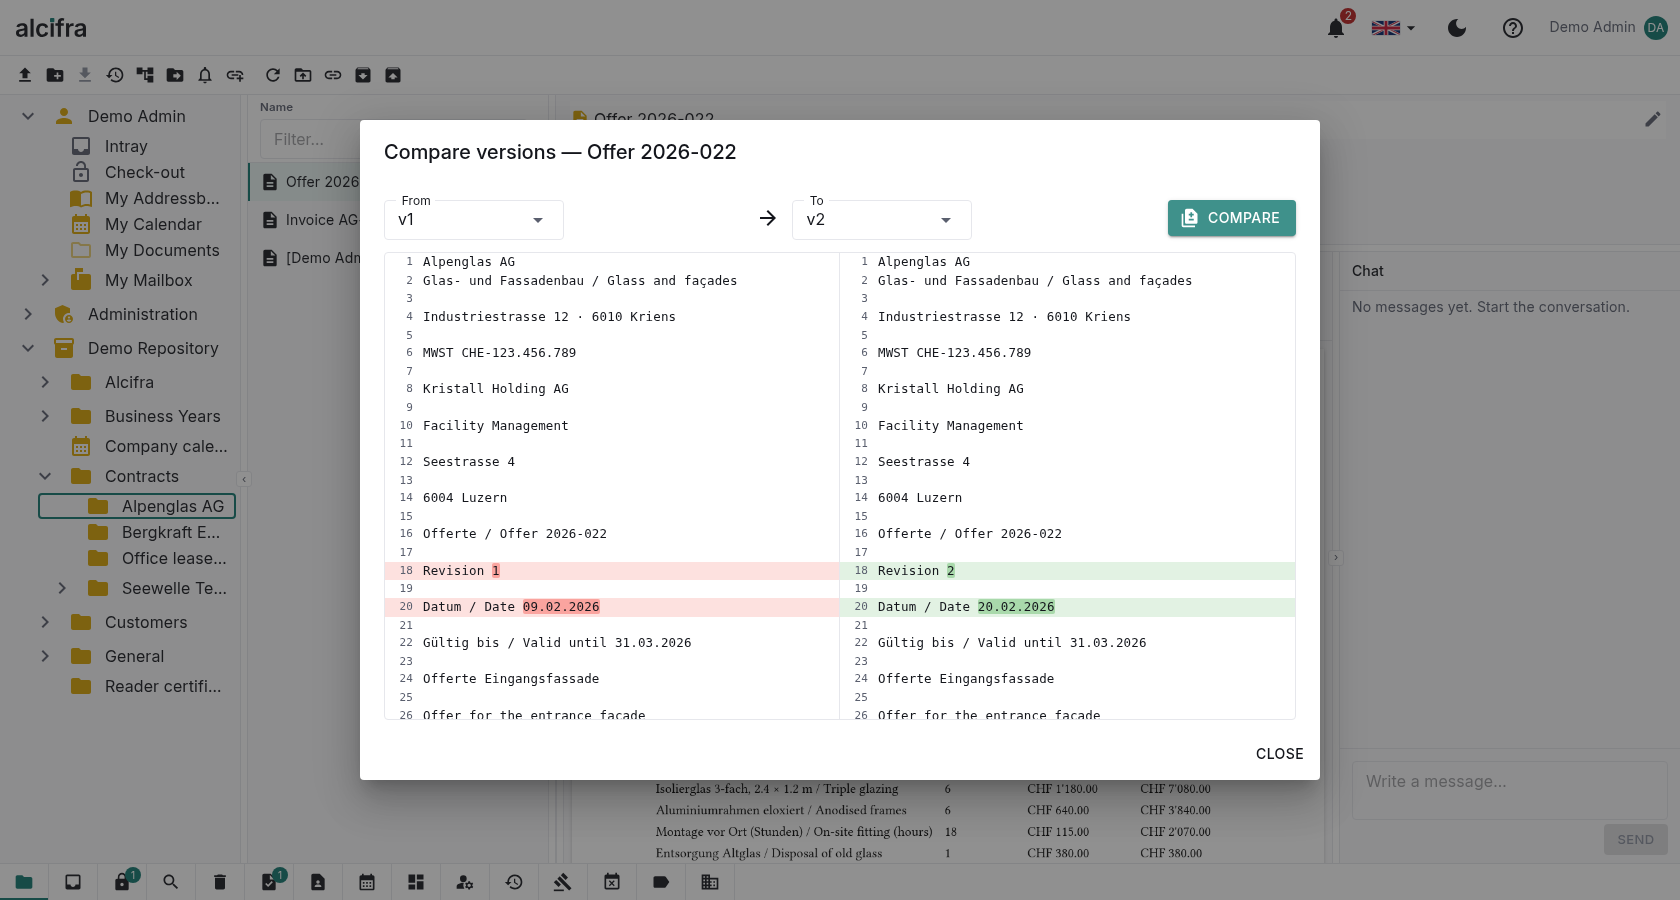 alcifra
2
Demo Admin
DA
Demo Admin
Intray
Check-out
My Addressb...
My Calendar
My Documents
My Mailbox
Administration
Demo Repository
Alcifra
Business Years
Company cale...
Contracts
Alpenglas AG
Bergkraft E...
Office lease...
Seewelle Te...
Customers
General
Reader certifi...
Name
Filter...
Offer 2026
Invoice AG-
[Demo Adn
Offer 2026-022
Compare versions — Offer 2026-022
From
v1
To
v2
COMPARE
1 Alpenglas AG
2 Glas- und Fassadenbau / Glass and façades
3
4 Industriestrasse 12 · 6010 Kriens
5
6 MWST CHE-123.456.789
7
8 Kristall Holding AG
9
10 Facility Management
11
12 Seestrasse 4
13
14 6004 Luzern
15
16 Offerte / Offer 2026-022
17
18 Revision 1
19
20 Datum / Date 09.02.2026
21
22 Gültig bis / Valid until 31.03.2026
23
24 Offerte Eingangsfassade
25
26 Offer for the entrance facade
1 Alpenglas AG
2 Glas- und Fassadenbau / Glass and façades
3
4 Industriestrasse 12 · 6010 Kriens
5
6 MWST CHE-123.456.789
7
8 Kristall Holding AG
9
10 Facility Management
11
12 Seestrasse 4
13
14 6004 Luzern
15
16 Offerte / Offer 2026-022
17
18 Revision 2
19
20 Datum / Date 20.02.2026
21
22 Gültig bis / Valid until 31.03.2026
23
24 Offerte Eingangsfassade
25
26 Offer for the entrance facade
CLOSE
Isolierglas 3-fach, 2.4 × 1.2 m / Triple glazing 6 CHF 1'180.00 CHF 7'080.00
Aluminiumrahmen eloxiert / Anodised frames 6 CHF 640.00 CHF 3'840.00
Montage vor Ort (Stunden) / On-site fitting (hours) 18 CHF 115.00 CHF 2'070.00
Entsorgung Altglas / Disposal of old glass 1 CHF 380.00 CHF 380.00
Chat
No messages yet. Start the conversation.
Write a message...
SEND
1
1